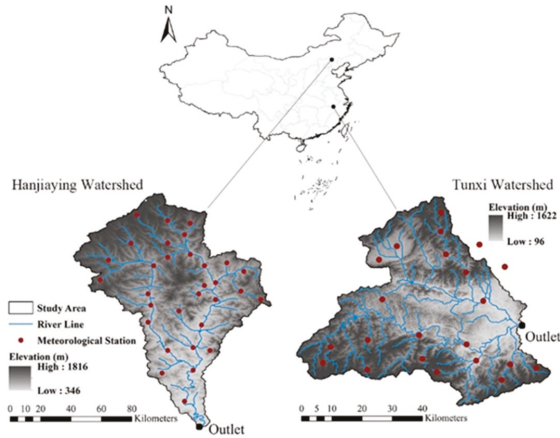 N
Hanjiaying Watershed
Tunxi Watershed
Elevation (m)
High : 1622
Low : 96
Study Area
River Line
Meteorological Station
Elevation (m)
High : 1816
Low : 346
Outlet
Outlet
0 10 20 40 60 80
Kilometers
0 5 10 20 30 40
Kilometers